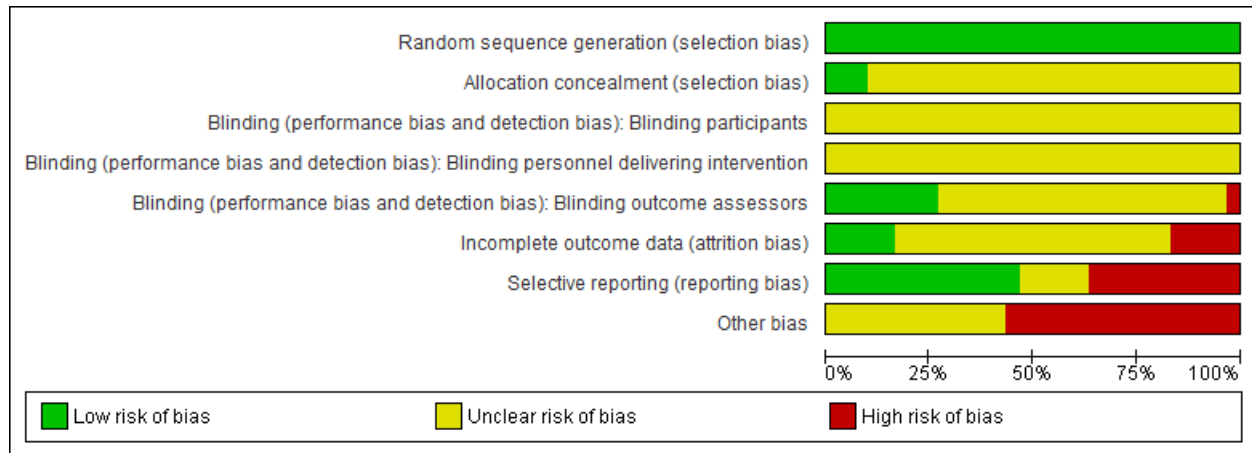 Random sequence generation (selection bias)
Allocation concealment (selection bias)
Blinding (performance bias and detection bias): Blinding participants
Blinding (performance bias and detection bias): Blinding personnel delivering intervention
Blinding (performance bias and detection bias): Blinding outcome assessors
Incomplete outcome data (attrition bias)
Selective reporting (reporting bias)
Other bias
0% 25% 50% 75% 100%
Low risk of bias Unclear risk of bias High risk of bias